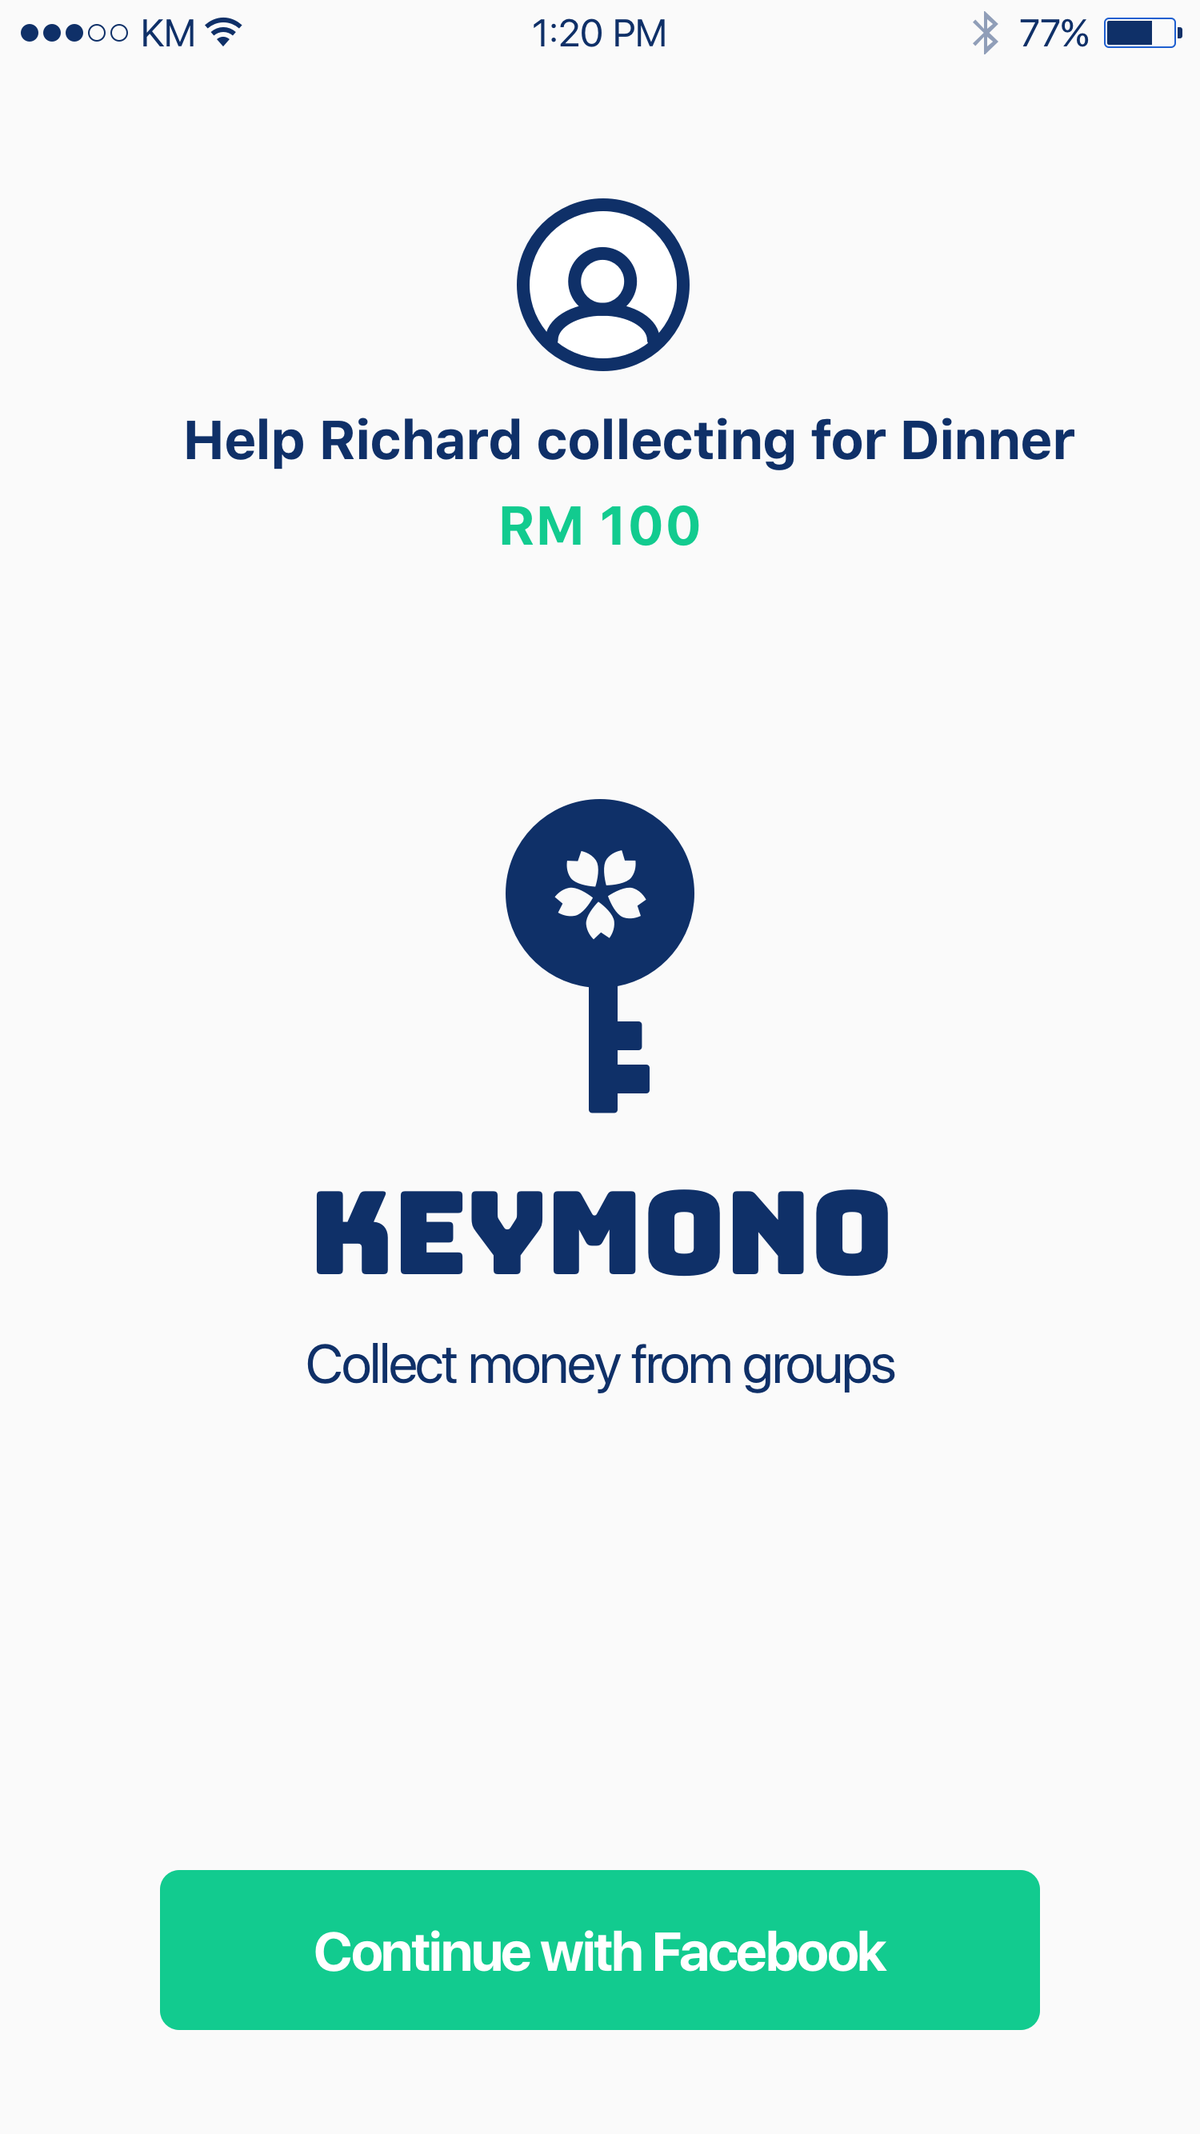 KM 1:20 PM 77%
Help Richard collecting for Dinner
RM 100
KEYMONO
Collect money from groups
Continue with Facebook